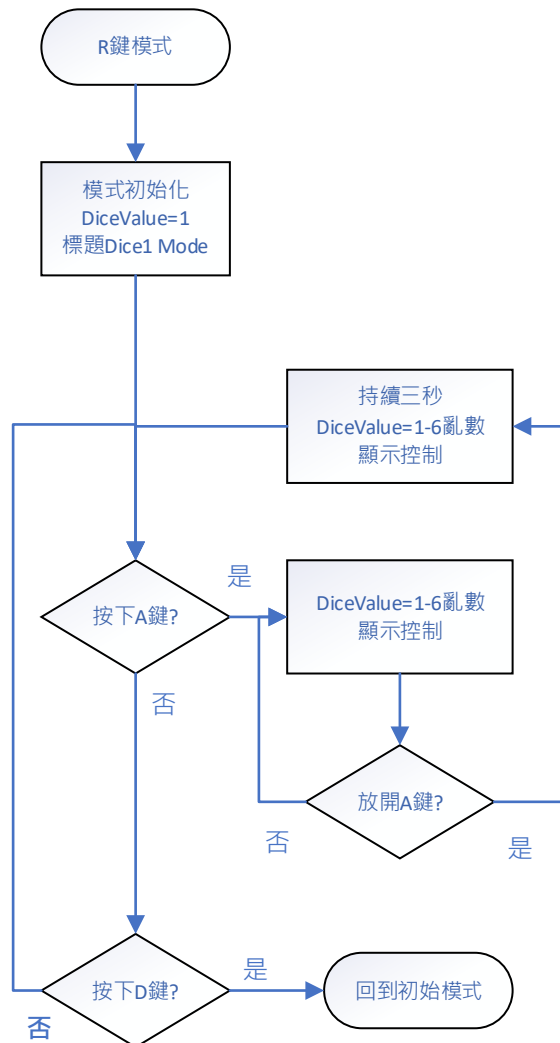 R鍵模式
模式初始化
DiceValue=1
標題Dice1 Mode
持續三秒
DiceValue=1-6亂數
顯示控制
按下A鍵?
是
DiceValue=1-6亂數
顯示控制
否
放開A鍵?
否
是
按下D鍵?
是
回到初始模式
否